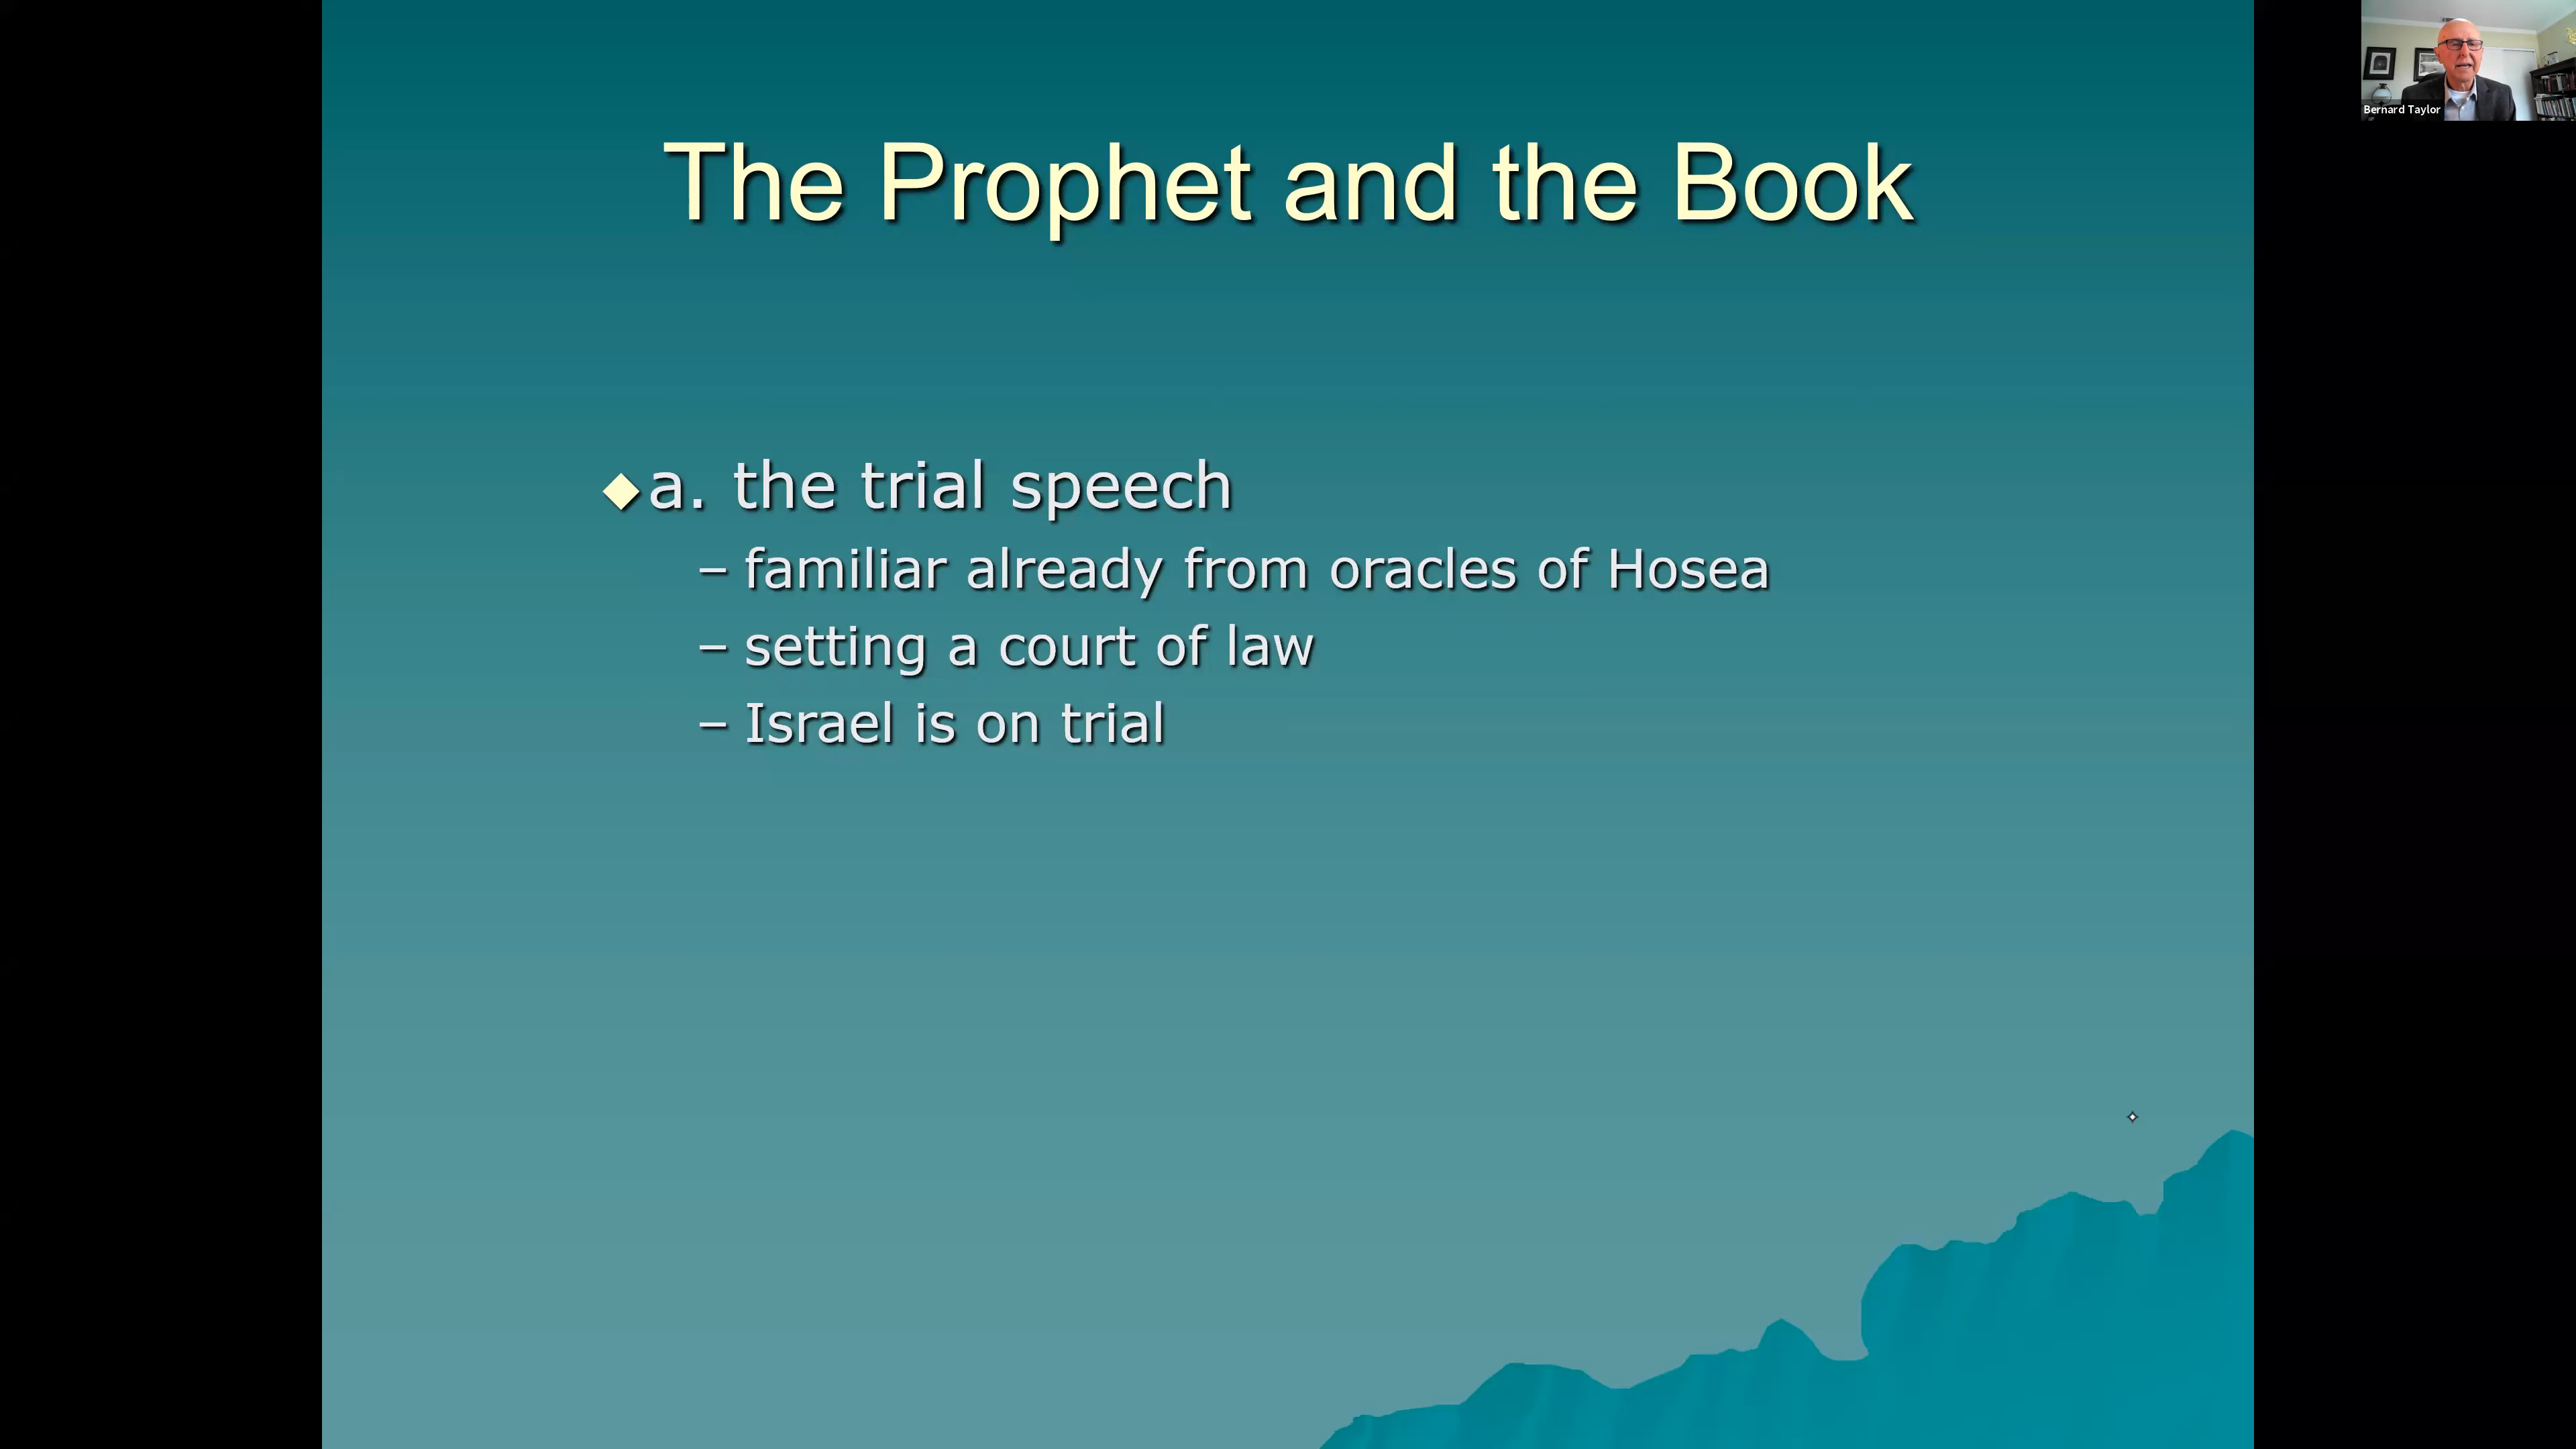 The Prophet and the Book
◆ a. the trial speech
– familiar already from oracles of Hosea
– setting a court of law
– Israel is on trial
Bernard Taylor